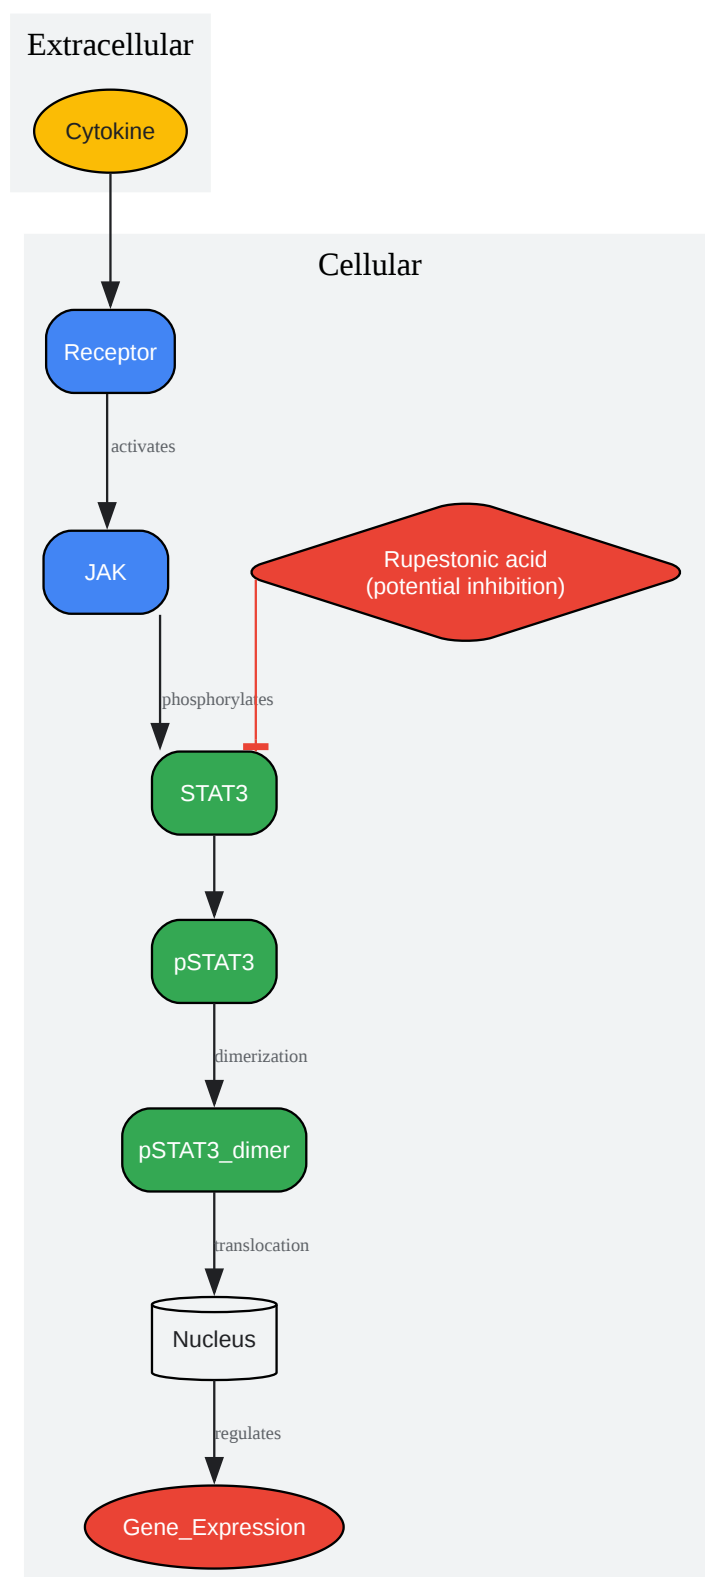 Extracellular
Cytokine
Cellular
Receptor
activates
JAK
Rupestonic acid
(potential inhibition)
phosphorylates
STAT3
pSTAT3
dimerization
pSTAT3_dimer
translocation
Nucleus
regulates
Gene_Expression